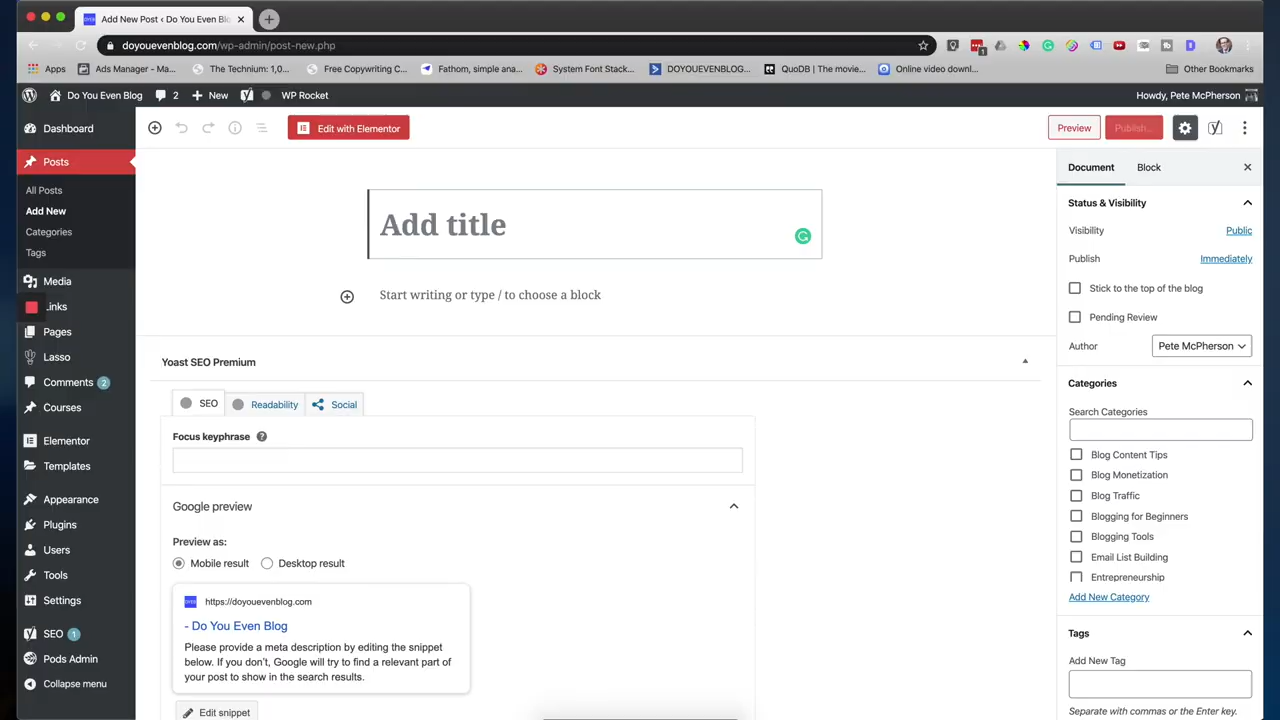 Add New Post ‹ Do You Even Blo
doyouevenblog.com/wp-admin/post-new.php
1
Apps
Ads Manager - Ma...
The Technium: 1,0...
Free Copywriting C...
Fathom, simple ana...
System Font Stack...
DOYOUEVENBLOG...
QuoDB | The movie...
Online video downl...
Other Bookmarks
Do You Even Blog
2
New
WP Rocket
Howdy, Pete McPherson
Dashboard
Posts
All Posts
Add New
Categories
Tags
Media
Links
Pages
Lasso
Comments 2
Courses
Elementor
Templates
Appearance
Plugins
Users
Tools
Settings
SEO 1
Pods Admin
Collapse menu
Edit with Elementor
Preview
Publish...
Add title
Start writing or type / to choose a block
Yoast SEO Premium
SEO
Readability
Social
Focus keyphrase
Google preview
Preview as:
Mobile result
Desktop result
https://doyouevenblog.com
- Do You Even Blog
Please provide a meta description by editing the snippet
below. If you don't, Google will try to find a relevant part of
your post to show in the search results.
Edit snippet
Document
Block
Status & Visibility
Visibility
Public
Publish
Immediately
Stick to the top of the blog
Pending Review
Author
Pete McPherson
Categories
Search Categories
Blog Content Tips
Blog Monetization
Blog Traffic
Blogging for Beginners
Blogging Tools
Email List Building
Entrepreneurship
Add New Category
Tags
Add New Tag
Separate with commas or the Enter key.